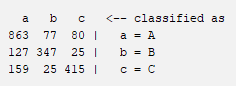 a b c <-- classified as
863 77 80 | a = A
127 347 25 | b = B
159 25 415 | c = C